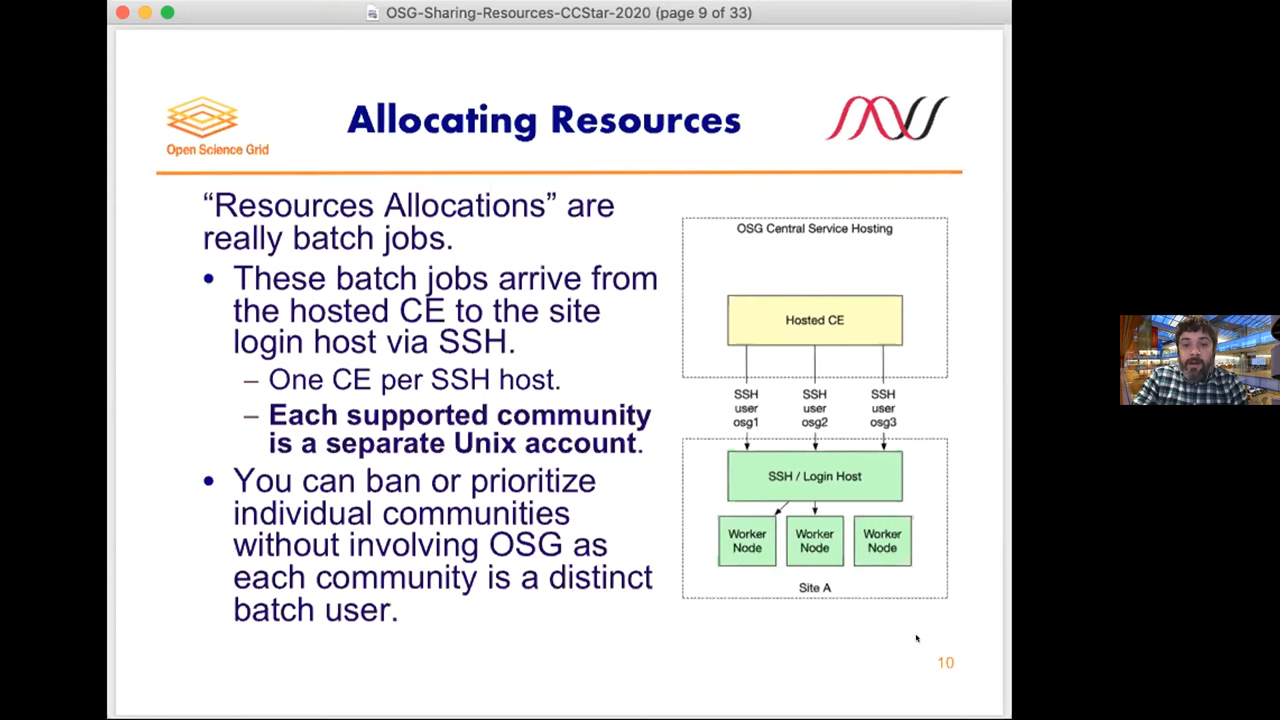 OSG-Sharing-Resources-CCStar-2020 (page 9 of 33)
Open Science Grid
Allocating Resources
“Resources Allocations” are
really batch jobs.
• These batch jobs arrive from
the hosted CE to the site
login host via SSH.
– One CE per SSH host.
– Each supported community
is a separate Unix account.
• You can ban or prioritize
individual communities
without involving OSG as
each community is a distinct
batch user.
OSG Central Service Hosting
Hosted CE
SSH user osg1
SSH user osg2
SSH user osg3
SSH / Login Host
Worker Node
Worker Node
Worker Node
Site A
10